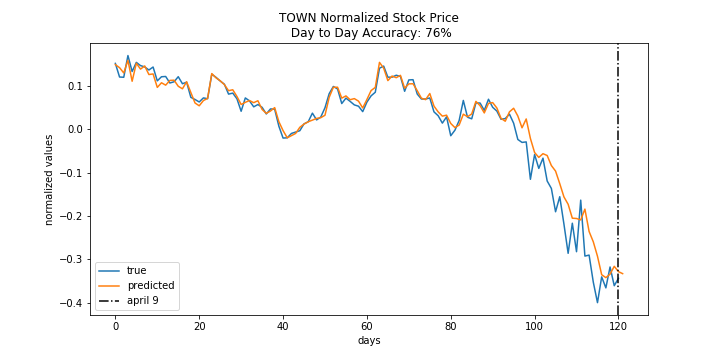 TOWN Normalized Stock Price
Day to Day Accuracy: 76%
normalized values
0.1
0.0
−0.1
−0.2
−0.3
−0.4
true
predicted
april 9
0 20 40 60 80 100 120
days